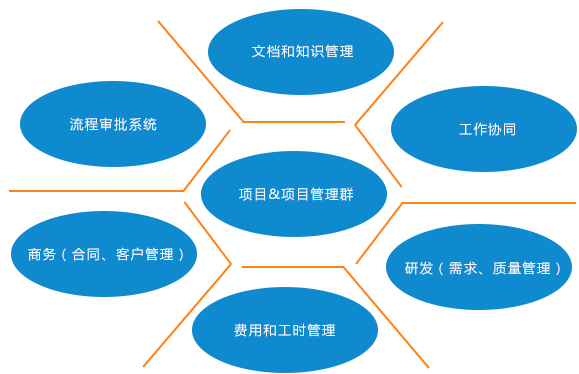 文档和知识管理
流程审批系统
工作协同
项目&项目管理群
商务（合同、客户管理）
研发（需求、质量管理）
费用和工时管理